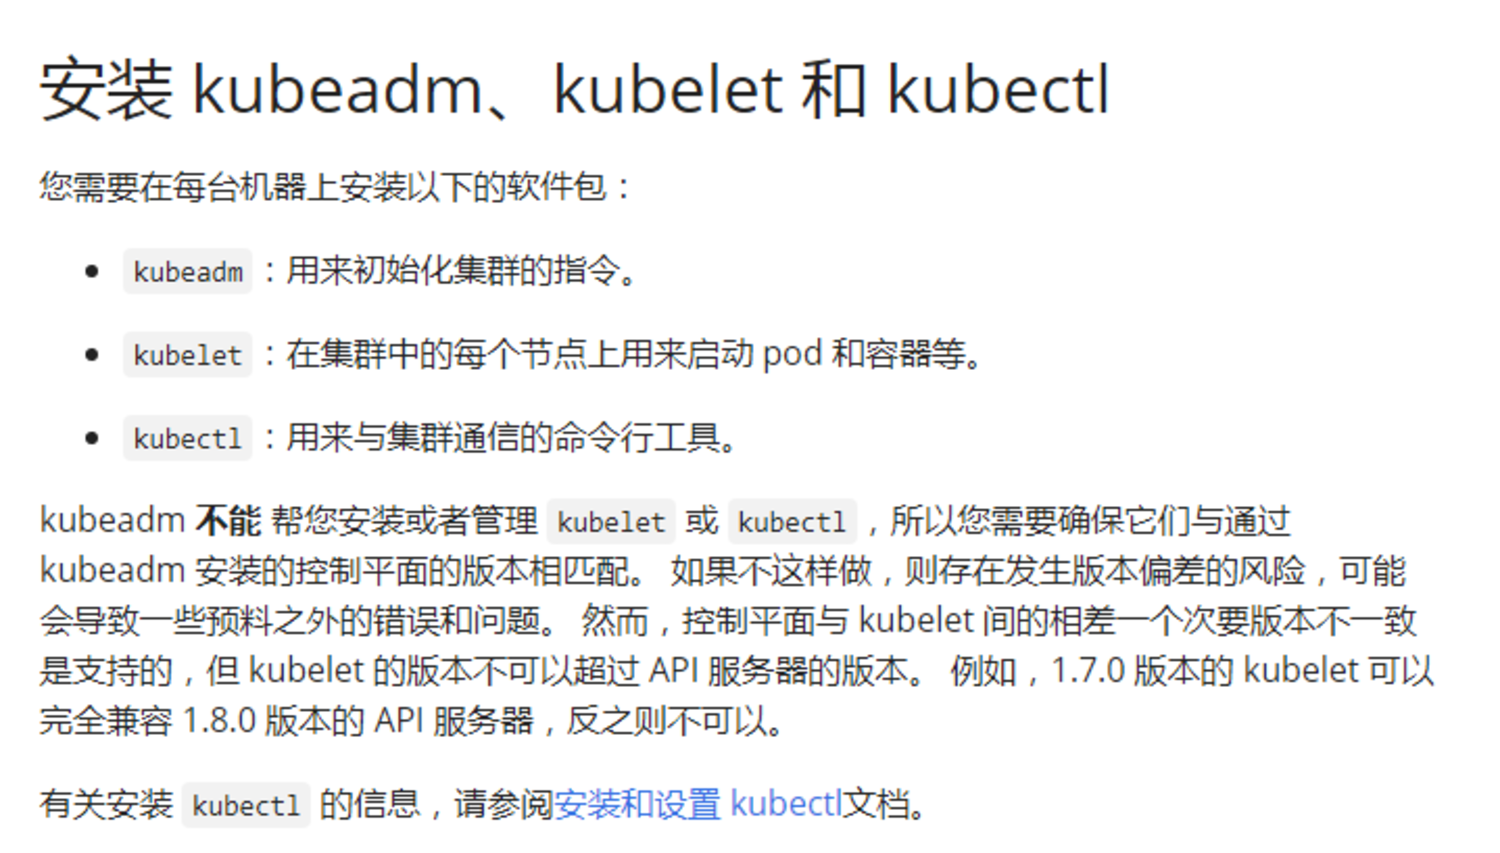 安装 kubeadm、kubelet 和 kubectl
您需要在每台机器上安装以下的软件包：
kubeadm ：用来初始化集群的指令。
kubelet ：在集群中的每个节点上用来启动 pod 和容器等。
kubectl ：用来与集群通信的命令行工具。
kubeadm 不能 帮您安装或者管理 kubelet 或 kubectl ，所以您需要确保它们与通过
kubeadm 安装的控制平面的版本相匹配。 如果不这样做，则存在发生版本偏差的风险，可能
会导致一些预料之外的错误和问题。 然而，控制平面与 kubelet 间的相差一个次要版本不一致
是支持的，但 kubelet 的版本不可以超过 API 服务器的版本。 例如，1.7.0 版本的 kubelet 可以
完全兼容 1.8.0 版本的 API 服务器，反之则不可以。
有关安装 kubectl 的信息，请参阅安装和设置 kubectl文档。